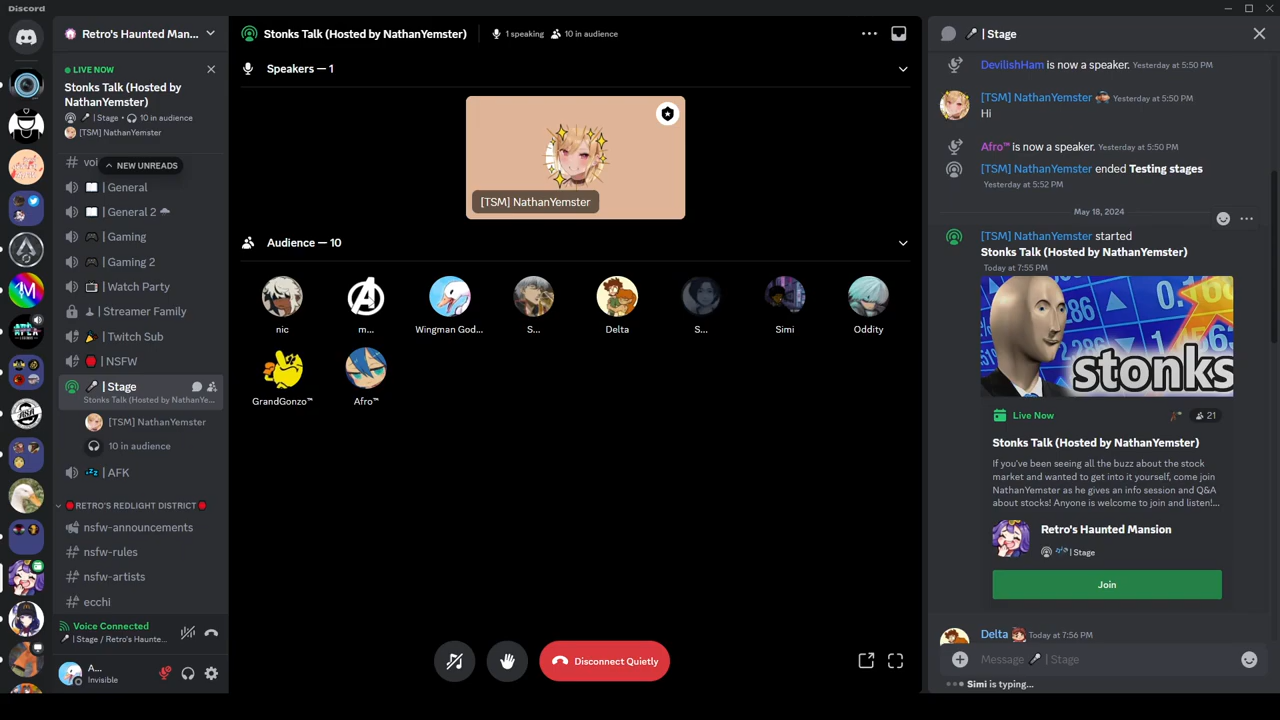 Discord
Retro's Haunted Man...
LIVE NOW
Stonks Talk (Hosted by
NathanYemster)
| Stage • 10 in audience
[TSM] NathanYemster
voi
NEW UNREADS
| General
| General 2
| Gaming
| Gaming 2
| Watch Party
| Streamer Family
| Twitch Sub
| NSFW
| Stage
Stonks Talk (Hosted by NathanYe...
[TSM] NathanYemster
10 in audience
| AFK
RETRO'S REDLIGHT DISTRICT
nsfw-announcements
nsfw-rules
nsfw-artists
ecchi
Voice Connected
| Stage / Retro's Haunte...
A...
Invisible
Stonks Talk (Hosted by NathanYemster)
1 speaking 10 in audience
Speakers — 1
[TSM] NathanYemster
Audience — 10
nic
m...
Wingman God...
S...
Delta
S...
Simi
Oddity
GrandGonzo™
Afro™
Disconnect Quietly
| Stage
DevilishHam is now a speaker. Yesterday at 5:50 PM
[TSM] NathanYemster Yesterday at 5:50 PM
Hi
Afro™ is now a speaker. Yesterday at 5:50 PM
[TSM] NathanYemster ended Testing stages
Yesterday at 5:52 PM
May 18, 2024
[TSM] NathanYemster started
Stonks Talk (Hosted by NathanYemster)
Today at 7:55 PM
stonks
Live Now
21
Stonks Talk (Hosted by NathanYemster)
If you've been seeing all the buzz about the stock
market and wanted to get into it yourself, come join
NathanYemster as he gives an info session and Q&A
about stocks! Anyone is welcome to join and listen!...
Retro's Haunted Mansion
| Stage
Join
Delta Today at 7:56 PM
Message | Stage
Simi is typing...